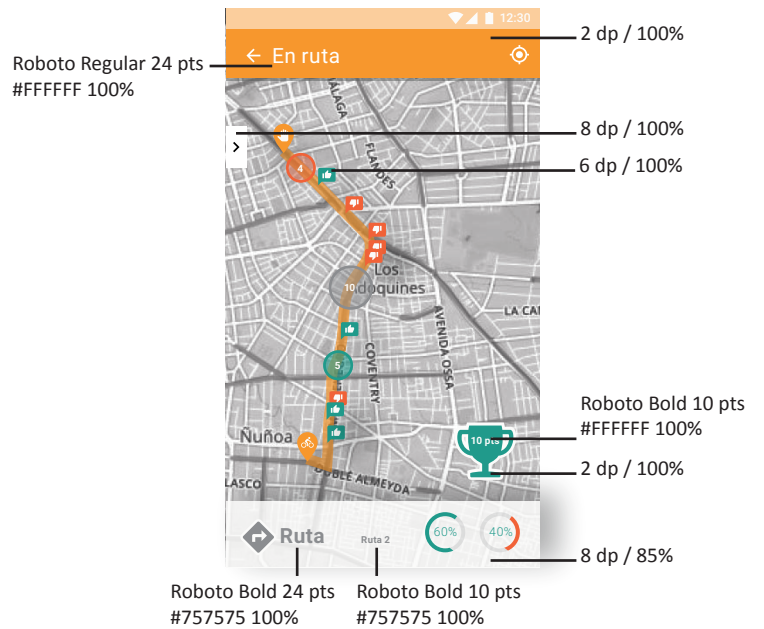 12:30
2 dp / 100%
En ruta
Roboto Regular 24 pts
#FFFFFF 100%
ÁLAGA
8 dp / 100%
FLANDES
4
6 dp / 100%
Los
10
doquines
LA CA
AVENIDA OSSA
COVENTRY
5
Roboto Bold 10 pts
#FFFFFF 100%
10 pts
Ñuñoa
2 dp / 100%
DUBLÉ ALMEYDA
LASCO
Ruta
Ruta 2
60%
40%
8 dp / 85%
Roboto Bold 24 pts
#757575 100%
Roboto Bold 10 pts
#757575 100%